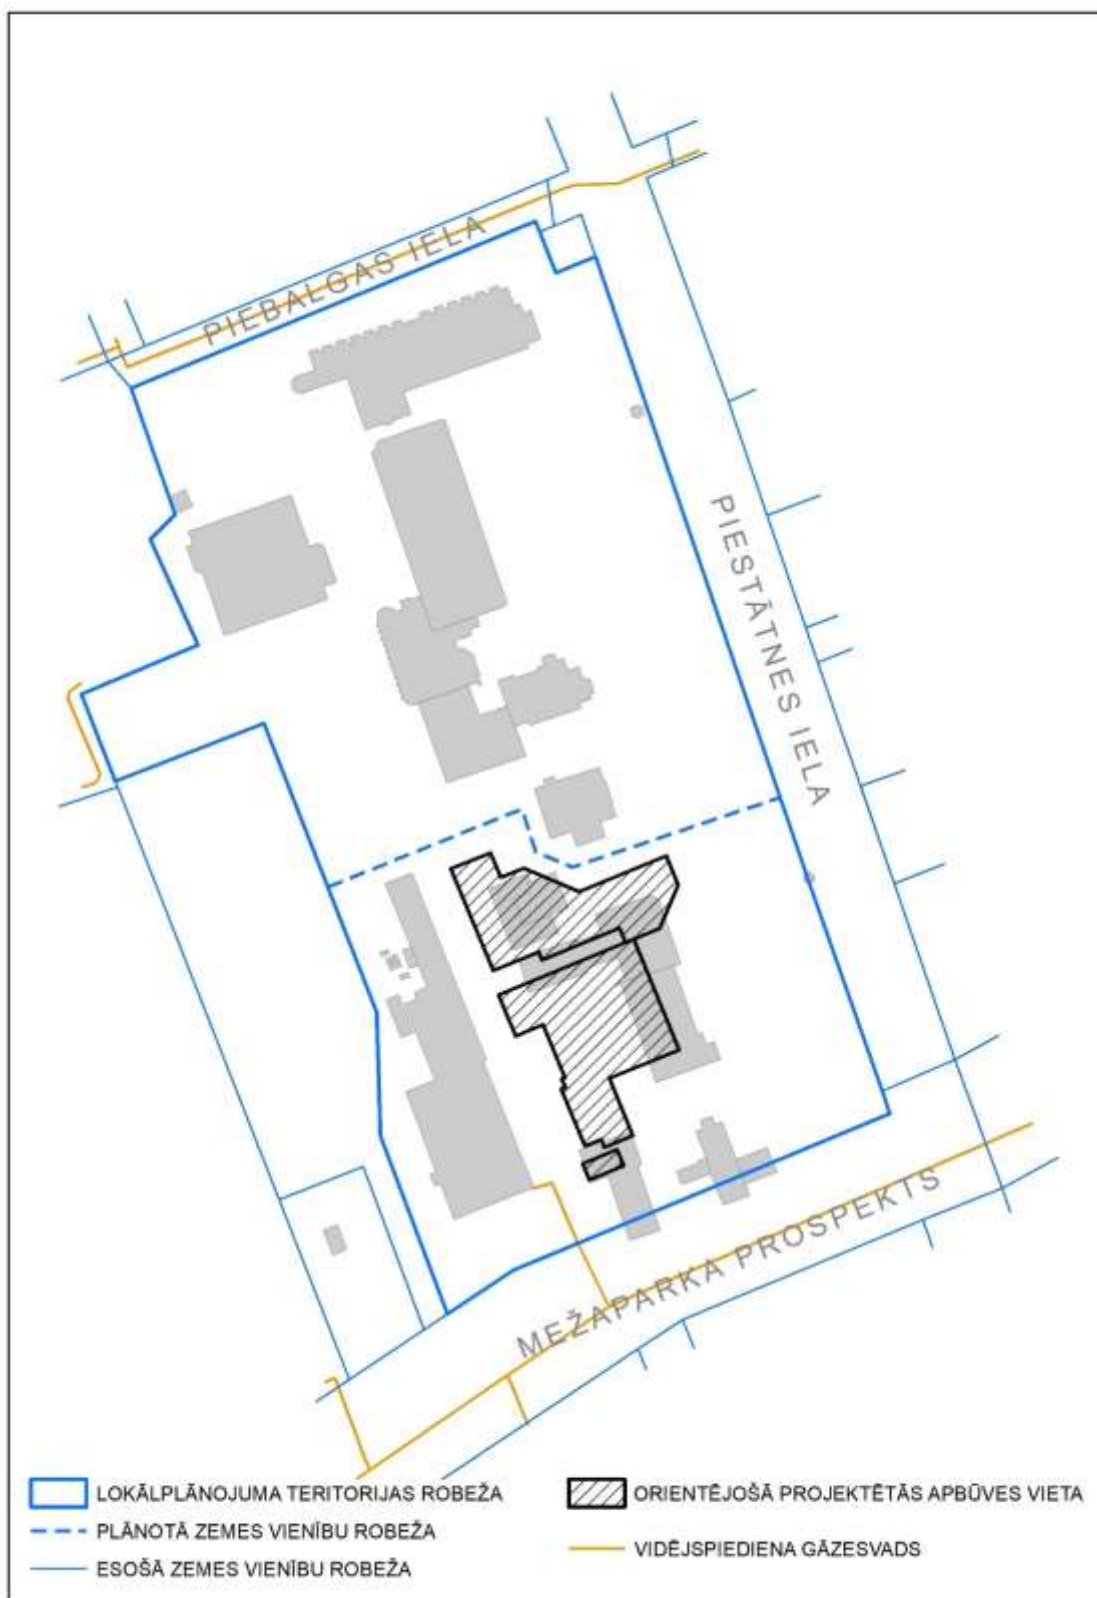 PIEBALGAS IELA
PIESTĀTNES IELA
MEŽAPARKA PROSPEKTS
LOKĀLPLĀNOJUMA TERITORIJAS ROBEŽA
PLĀNOTĀ ZEMES VIENĪBU ROBEŽA
ESOŠĀ ZEMES VIENĪBU ROBEŽA
ORIENTĒJOŠĀ PROJEKTĒTĀS APBŪVES VIETA
VIDĒJSPIEDIENA GĀZESVADS